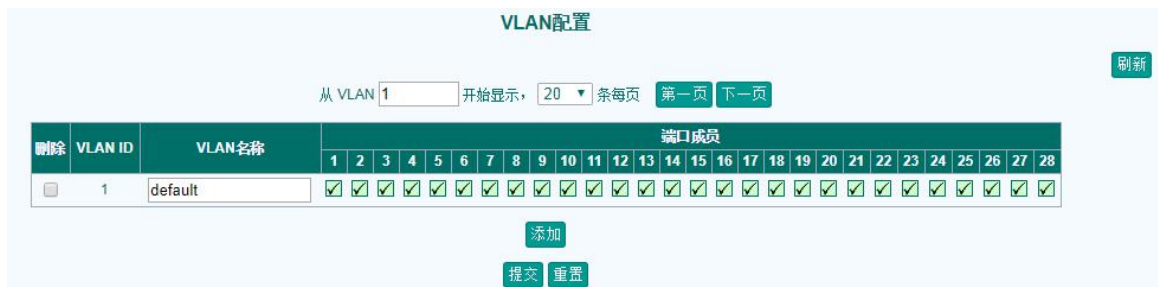 VLAN配置
刷新
从 VLAN 1 开始显示， 20 条每页 第一页 下一页
删除 VLAN ID VLAN名称 端口成员
1 2 3 4 5 6 7 8 9 10 11 12 13 14 15 16 17 18 19 20 21 22 23 24 25 26 27 28
1 default
添加
提交 重置